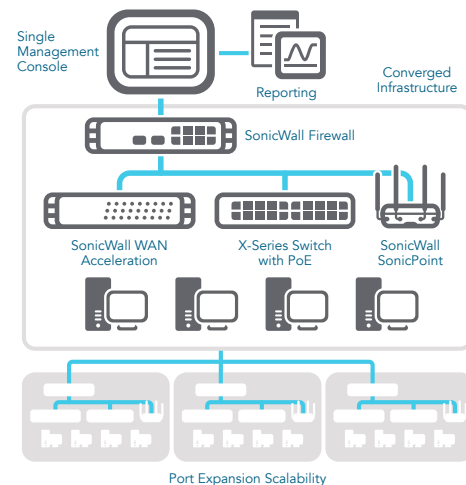 Single
Management
Console
Reporting
Converged
Infrastructure
SonicWall Firewall
SonicWall WAN
Acceleration
X-Series Switch
with PoE
SonicWall
SonicPoint
Port Expansion Scalability